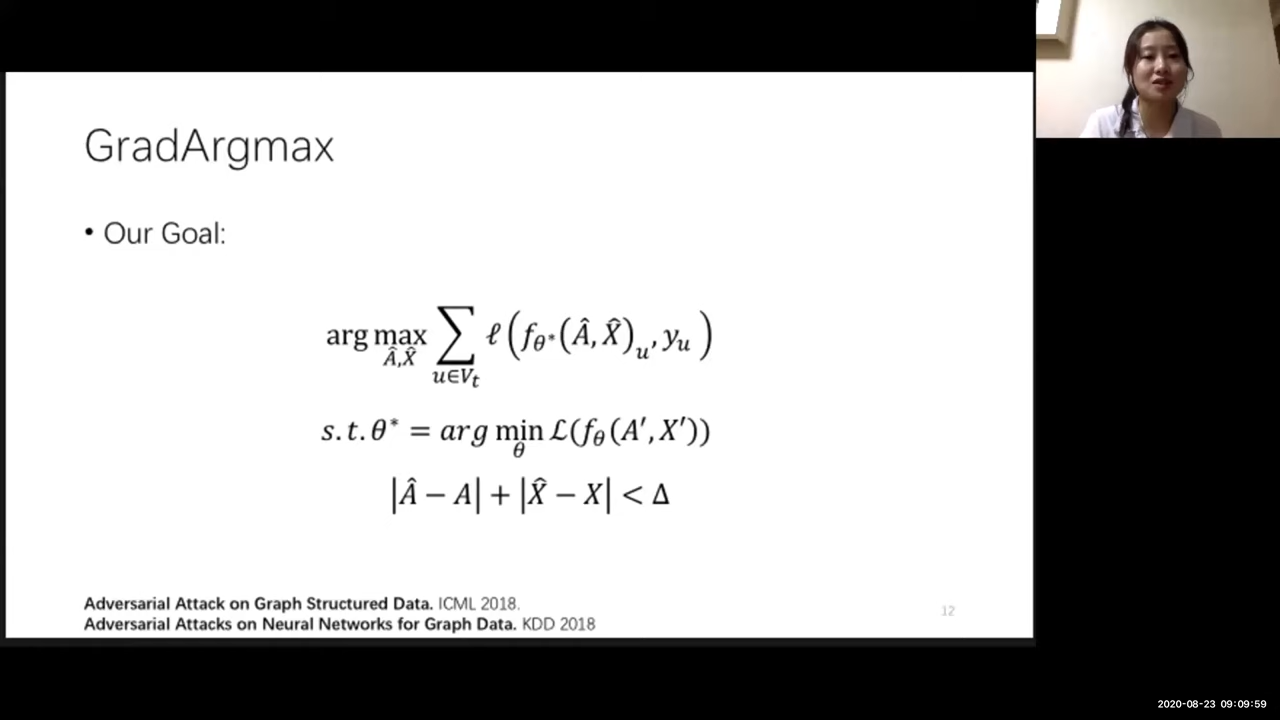 GradArgmax
• Our Goal:
arg max_{Â,X̂} ∑_{u∈V_t} ℓ(f_{θ*}(Â,X̂)_u, y_u)
s.t. θ* = arg min_θ ℒ(f_θ(A′,X′))
|Â − A| + |X̂ − X| < Δ
Adversarial Attack on Graph Structured Data. ICML 2018.
Adversarial Attacks on Neural Networks for Graph Data. KDD 2018
12
2020-08-23 09:09:59